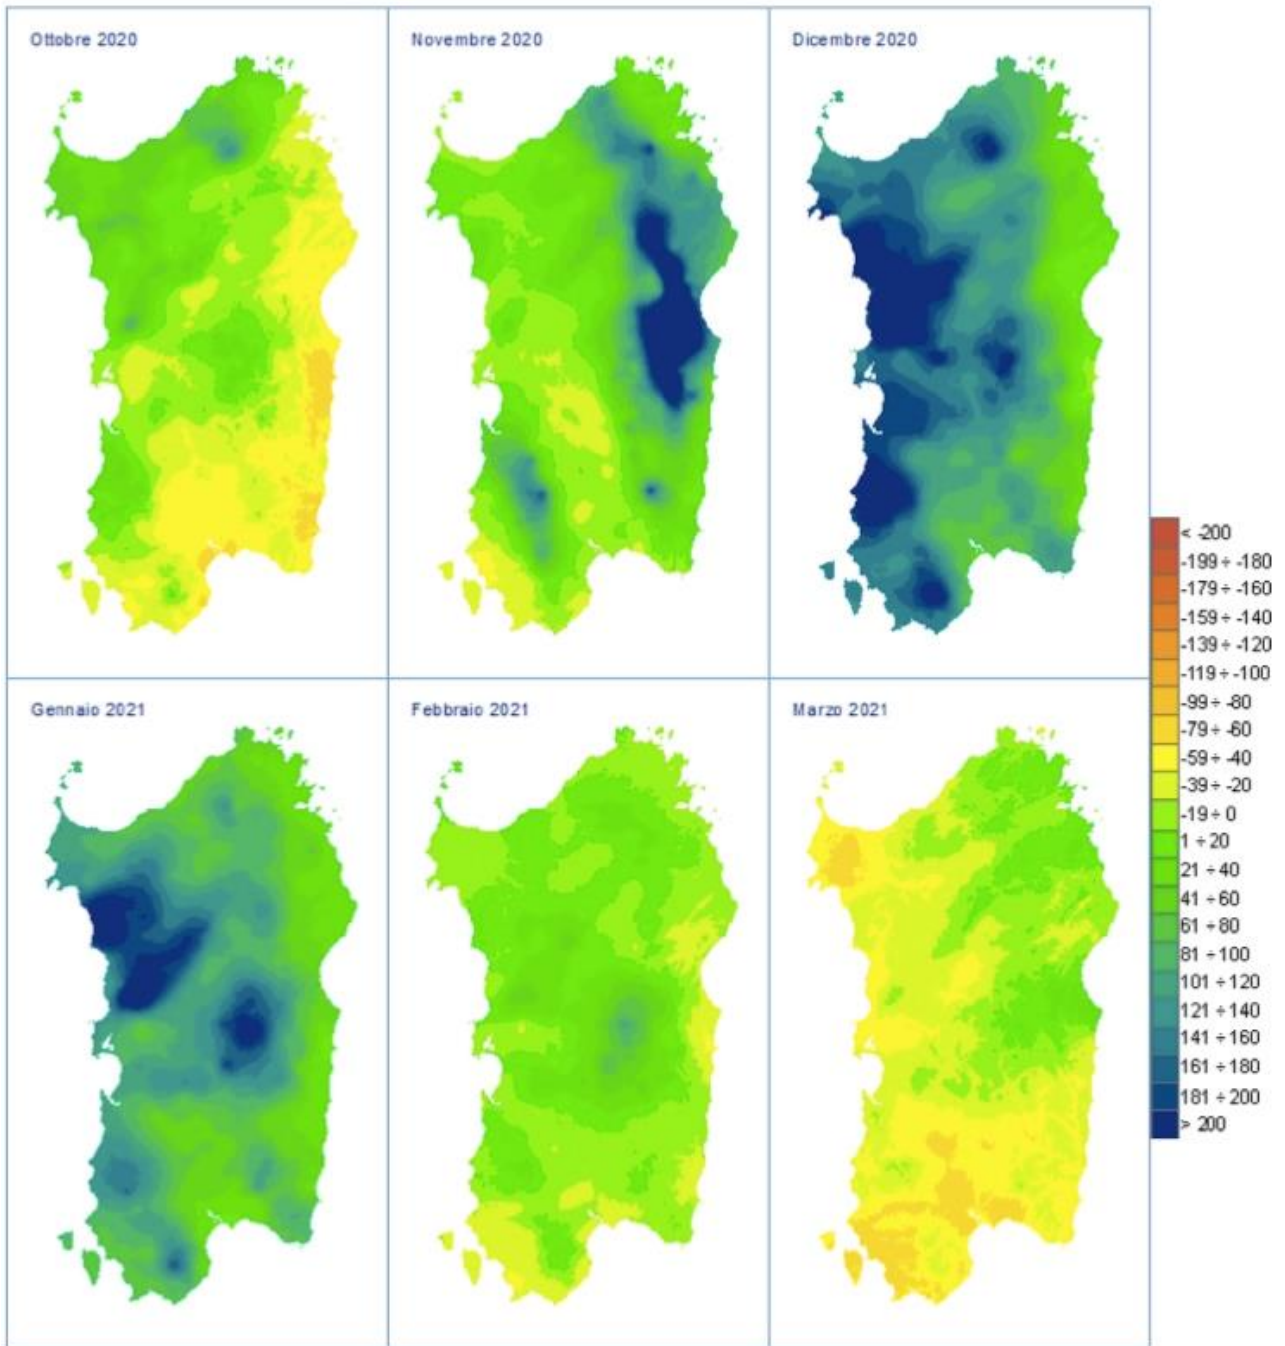 Ottobre 2020
Novembre 2020
Dicembre 2020
Gennaio 2021
Febbraio 2021
Marzo 2021
< -200
-199 ÷ -180
-179 ÷ -160
-159 ÷ -140
-139 ÷ -120
-119 ÷ -100
-99 ÷ -80
-79 ÷ -60
-59 ÷ -40
-39 ÷ -20
-19 ÷ 0
1 ÷ 20
21 ÷ 40
41 ÷ 60
61 ÷ 80
81 ÷ 100
101 ÷ 120
121 ÷ 140
141 ÷ 160
161 ÷ 180
181 ÷ 200
> 200